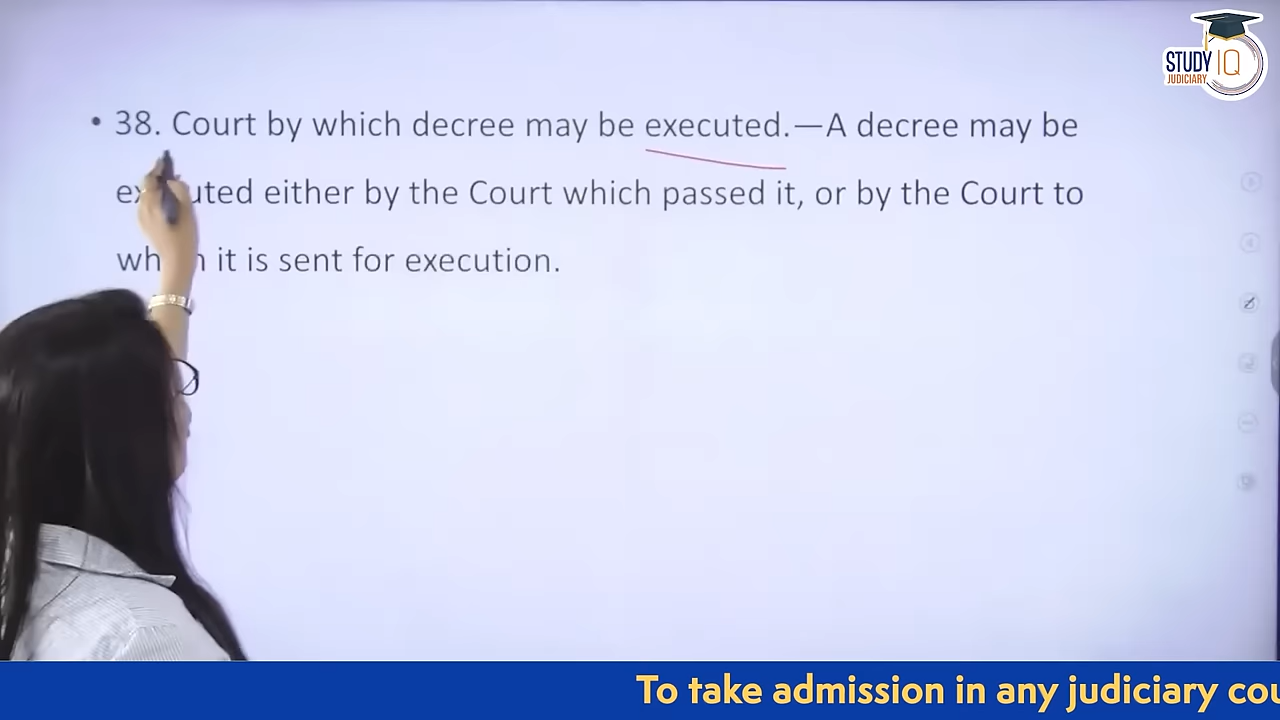 • 38. Court by which decree may be executed.—A decree may be
uted either by the Court which passed it, or by the Court to
it is sent for execution.
STUDY IQ
JUDICIARY
To take admission in any judiciary